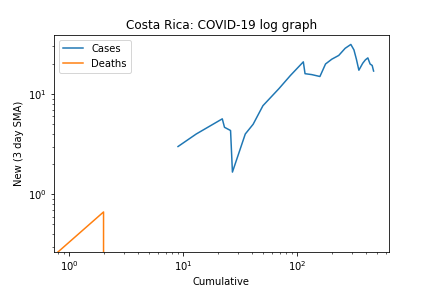 Costa Rica: COVID-19 log graph
Cases
Deaths
New (3 day SMA)
10¹
10⁰
10⁰ 10¹ 10²
Cumulative